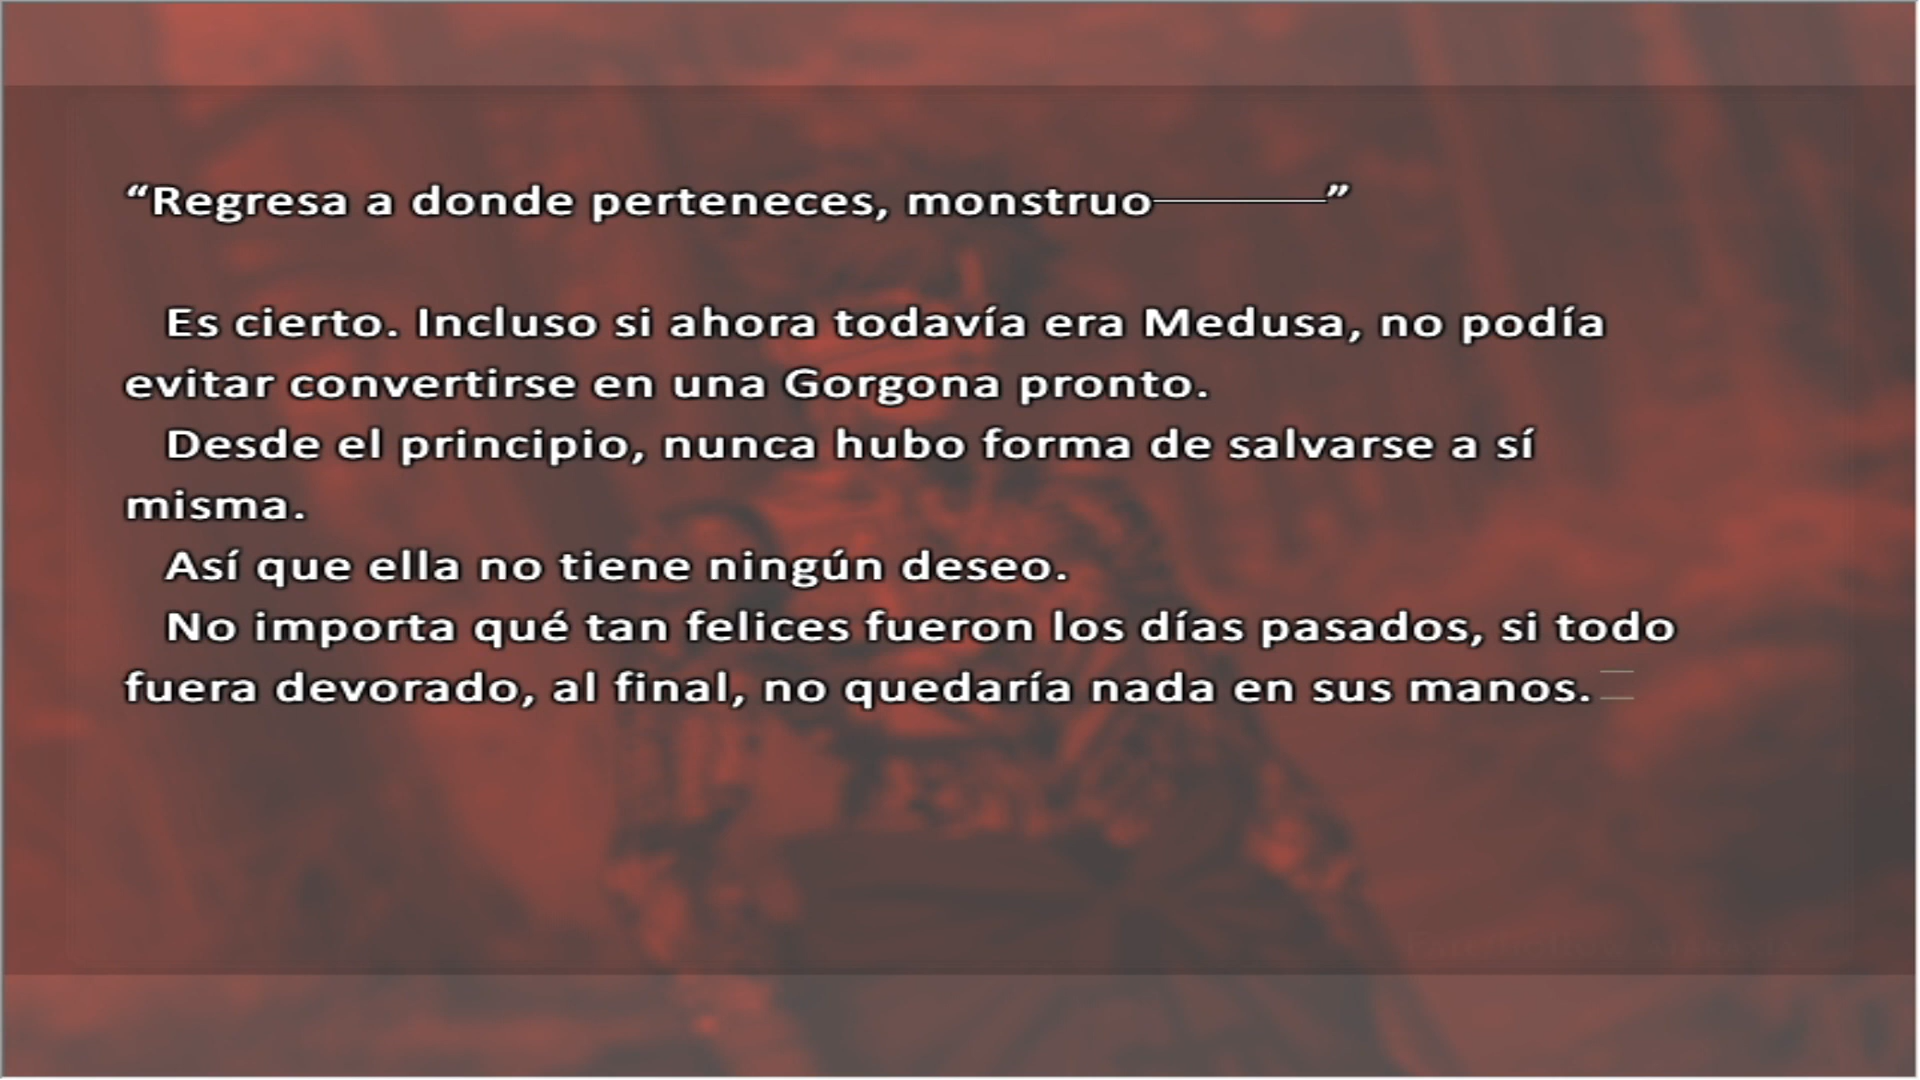 “Regresa a donde perteneces, monstruo————”
Es cierto. Incluso si ahora todavía era Medusa, no podía
evitar convertirse en una Gorgona pronto.
Desde el principio, nunca hubo forma de salvarse a sí
misma.
Así que ella no tiene ningún deseo.
No importa qué tan felices fueron los días pasados, si todo
fuera devorado, al final, no quedaría nada en sus manos.